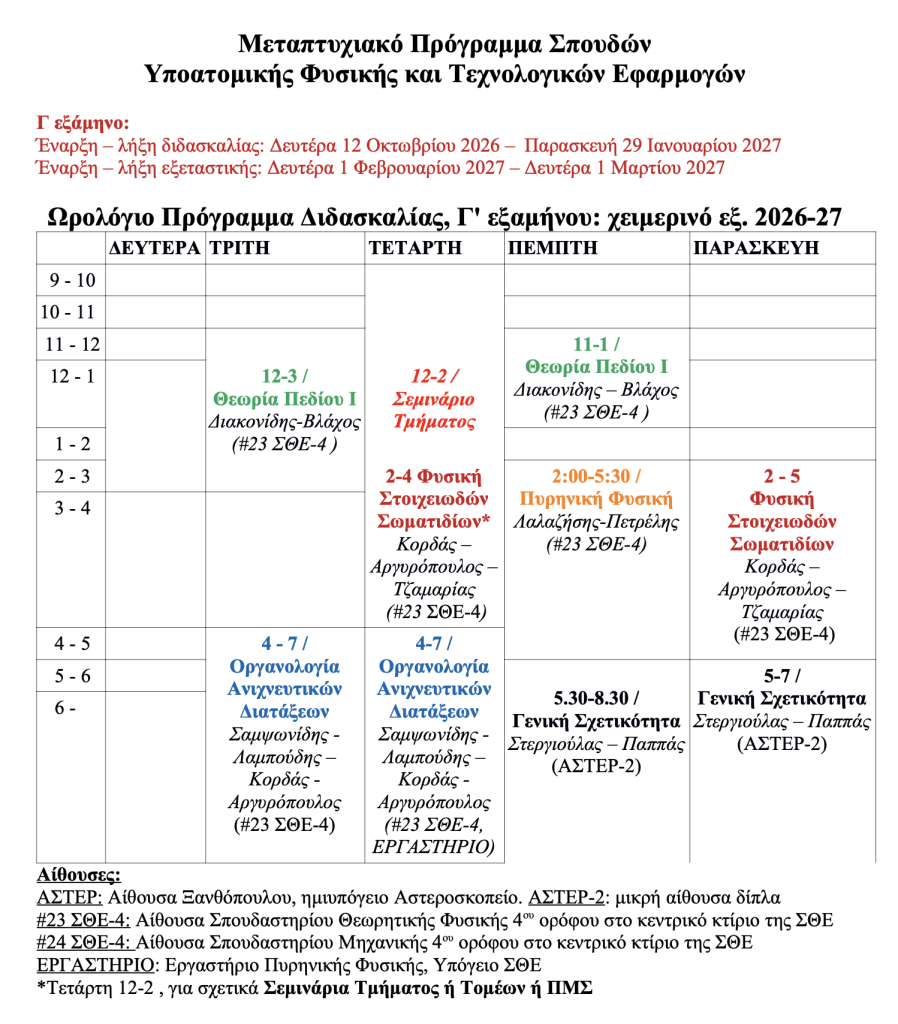 Μεταπτυχιακό Πρόγραμμα Σπουδών
Υποατομικής Φυσικής και Τεχνολογικών Εφαρμογών
Γ εξάμηνο:
Έναρξη – λήξη διδασκαλίας: Δευτέρα 12 Οκτωβρίου 2026 – Παρασκευή 29 Ιανουαρίου 2027
Έναρξη – λήξη εξεταστικής: Δευτέρα 1 Φεβρουαρίου 2027 – Δευτέρα 1 Μαρτίου 2027
Ωρολόγιο Πρόγραμμα Διδασκαλίας, Γ' εξαμήνου: χειμερινό εξ. 2026-27
ΔΕΥΤΕΡΑ ΤΡΙΤΗ ΤΕΤΑΡΤΗ ΠΕΜΠΤΗ ΠΑΡΑΣΚΕΥΗ
9 - 10
10 - 11
11 - 12
12 - 1
1 - 2
2 - 3
3 - 4
4 - 5
5 - 6
6 -
12-3 /
Θεωρία Πεδίου Ι
Διακονίδης-Βλάχος
(#23 ΣΘΕ-4 )
4 - 7 /
Οργανολογία
Ανιχνευτικών
Διατάξεων
Σαμψωνίδης -
Λαμπούδης –
Κορδάς -
Αργυρόπουλος
(#23 ΣΘΕ-4)
12-2 /
Σεμινάριο
Τμήματος
2-4 Φυσική
Στοιχειωδών
Σωματιδίων*
Κορδάς –
Αργυρόπουλος –
Τζαμαρίας
(#23 ΣΘΕ-4)
4-7 /
Οργανολογία
Ανιχνευτικών
Διατάξεων
Σαμψωνίδης -
Λαμπούδης –
Κορδάς -
Αργυρόπουλος
(#23 ΣΘΕ-4,
ΕΡΓΑΣΤΗΡΙΟ)
11-1 /
Θεωρία Πεδίου Ι
Διακονίδης – Βλάχος
(#23 ΣΘΕ-4 )
2:00-5:30 /
Πυρηνική Φυσική
Λαλαζήσης-Πετρέλης
(#23 ΣΘΕ-4)
5.30-8.30 /
Γενική Σχετικότητα
Στεργιούλας – Παππάς
(ΑΣΤΕΡ-2)
2 - 5
Φυσική
Στοιχειωδών
Σωματιδίων
Κορδάς –
Αργυρόπουλος –
Τζαμαρίας
(#23 ΣΘΕ-4)
5-7 /
Γενική Σχετικότητα
Στεργιούλας – Παππάς
(ΑΣΤΕΡ-2)
Αίθουσες:
ΑΣΤΕΡ: Αίθουσα Ξανθόπουλου, ημιυπόγειο Αστεροσκοπείο. ΑΣΤΕΡ-2: μικρή αίθουσα δίπλα
#23 ΣΘΕ-4: Αίθουσα Σπουδαστηρίου Θεωρητικής Φυσικής 4ου ορόφου στο κεντρικό κτίριο της ΣΘΕ
#24 ΣΘΕ-4: Αίθουσα Σπουδαστηρίου Μηχανικής 4ου ορόφου στο κεντρικό κτίριο της ΣΘΕ
ΕΡΓΑΣΤΗΡΙΟ: Εργαστήριο Πυρηνικής Φυσικής, Υπόγειο ΣΘΕ
*Τετάρτη 12-2 , για σχετικά Σεμινάρια Τμήματος ή Τομέων ή ΠΜΣ